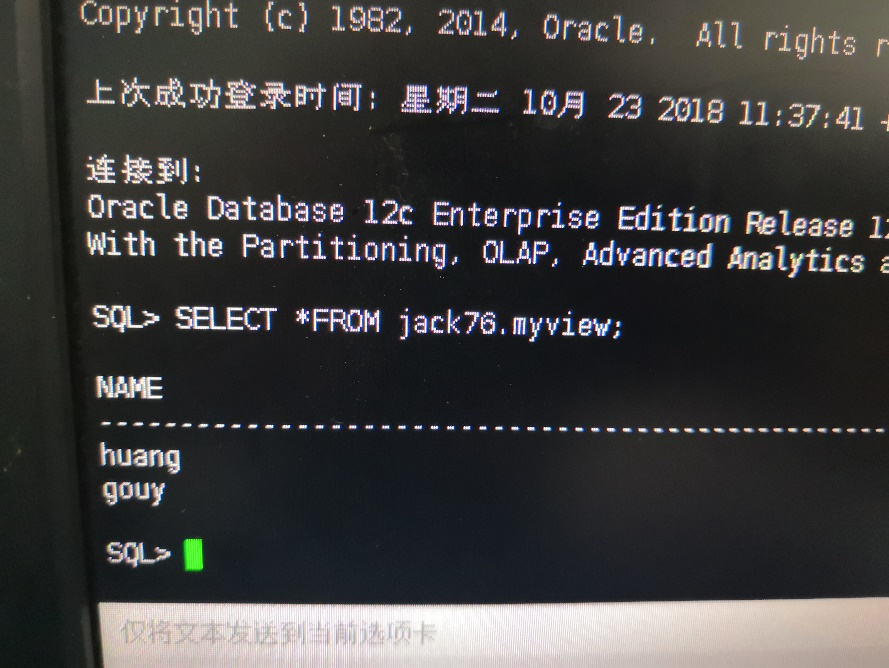 Copyright (c) 1982, 2014, Oracle.  All rights
上次成功登录时间: 星期二 10月 23 2018 11:37:41
连接到:
Oracle Database 12c Enterprise Edition Release
With the Partitioning, OLAP, Advanced Analytics
SQL> SELECT *FROM jack76.myview;
NAME
--------------------------------------------------------------------------------
huang
gouy
SQL>
仅将文本发送到当前选项卡